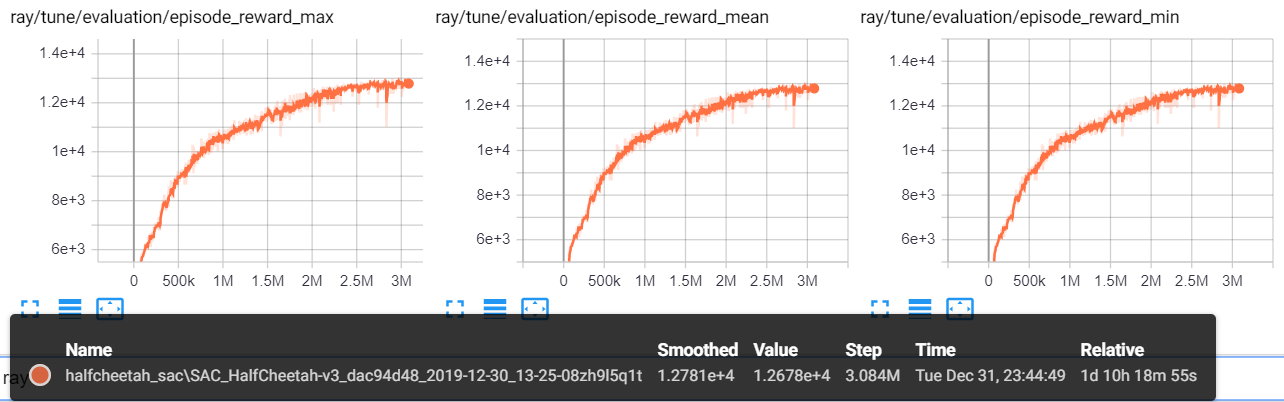 ray/tune/evaluation/episode_reward_max ray/tune/evaluation/episode_reward_mean ray/tune/evaluation/episode_reward_min
1.4e+4 1.4e+4 1.4e+4
1.2e+4 1.2e+4 1.2e+4
1e+4 1e+4 1e+4
8e+3 8e+3 8e+3
6e+3 6e+3 6e+3
0 500k 1M 1.5M 2M 2.5M 3M 0 500k 1M 1.5M 2M 2.5M 3M 0 500k 1M 1.5M 2M 2.5M 3M
Name Smoothed Value Step Time Relative
ray halfcheetah_sac\SAC_HalfCheetah-v3_dac94d48_2019-12-30_13-25-08zh9l5q1t 1.2781e+4 1.2678e+4 3.084M Tue Dec 31, 23:44:49 1d 10h 18m 55s